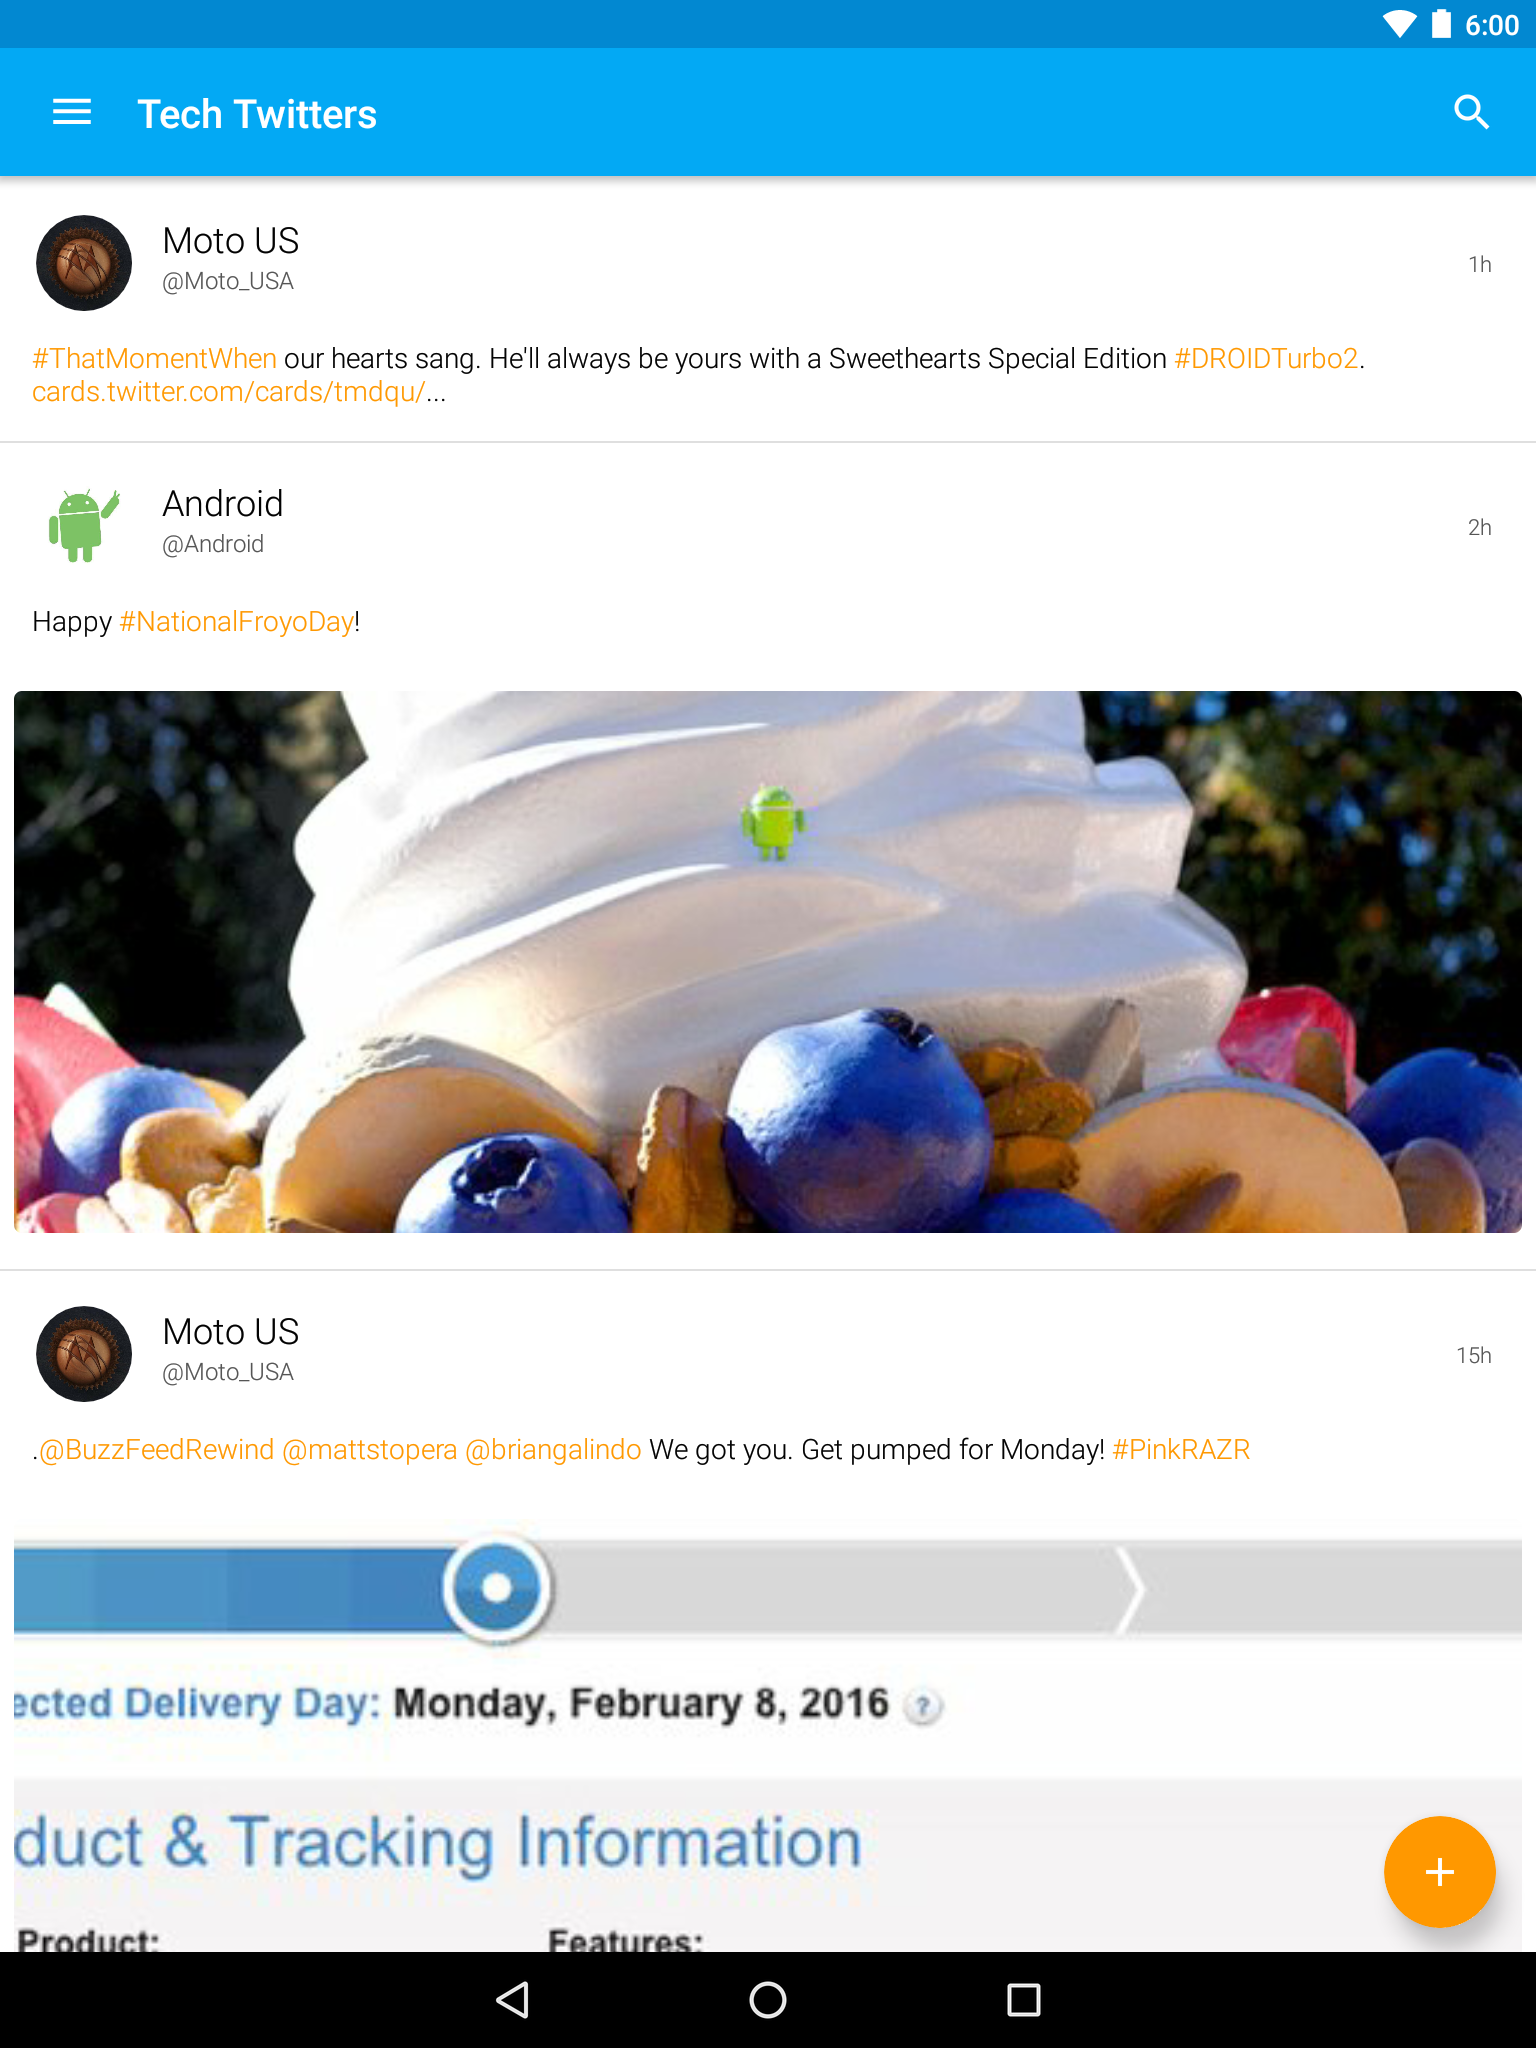 6:00
Tech Twitters
Moto US
@Moto_USA
1h
#ThatMomentWhen our hearts sang. He'll always be yours with a Sweethearts Special Edition #DROIDTurbo2.
cards.twitter.com/cards/tmdqu/...
Android
@Android
2h
Happy #NationalFroyoDay!
Moto US
@Moto_USA
15h
.@BuzzFeedRewind @mattstopera @briangalindo We got you. Get pumped for Monday! #PinkRAZR
ected Delivery Day: Monday, February 8, 2016 ?
duct & Tracking Information
Product: Features: